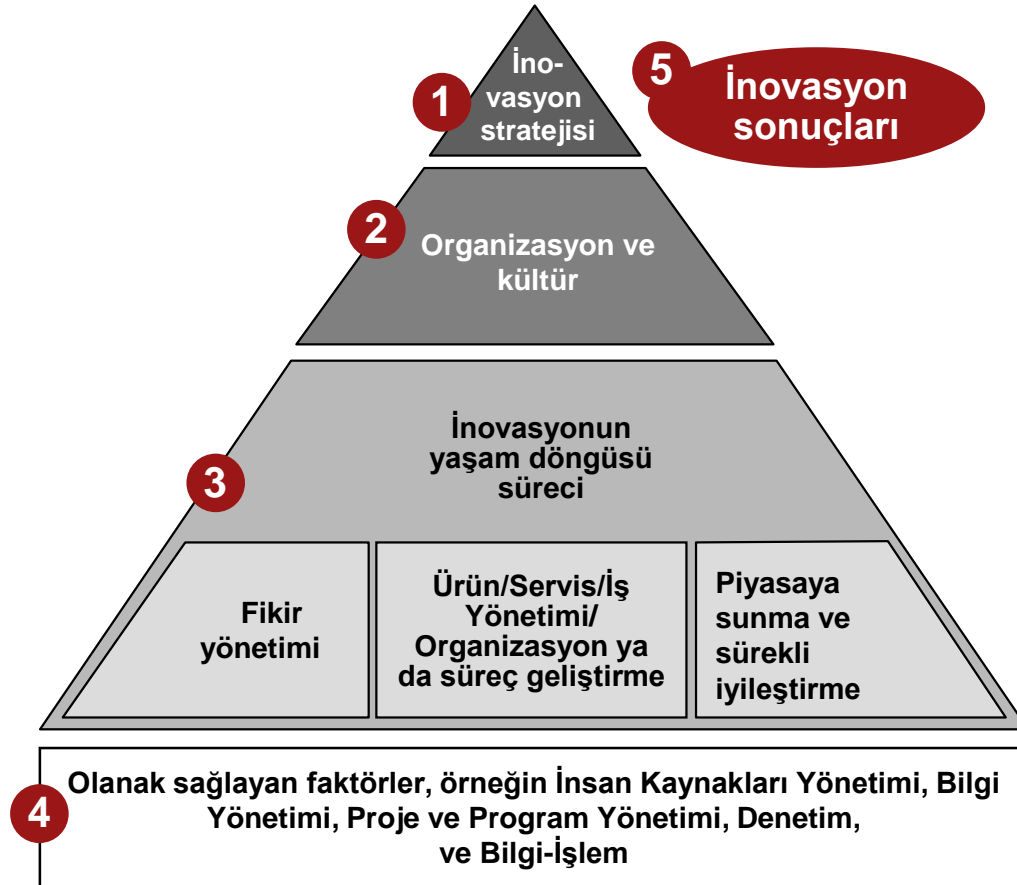 1
İno-
vasyon
stratejisi
5
İnovasyon
sonuçları
2
Organizasyon ve
kültür
3
İnovasyonun
yaşam döngüsü
süreci
Fikir
yönetimi
Ürün/Servis/İş
Yönetimi/
Organizasyon ya
da süreç geliştirme
Piyasaya
sunma ve
sürekli
iyileştirme
4
Olanak sağlayan faktörler, örneğin İnsan Kaynakları Yönetimi, Bilgi
Yönetimi, Proje ve Program Yönetimi, Denetim,
ve Bilgi-İşlem